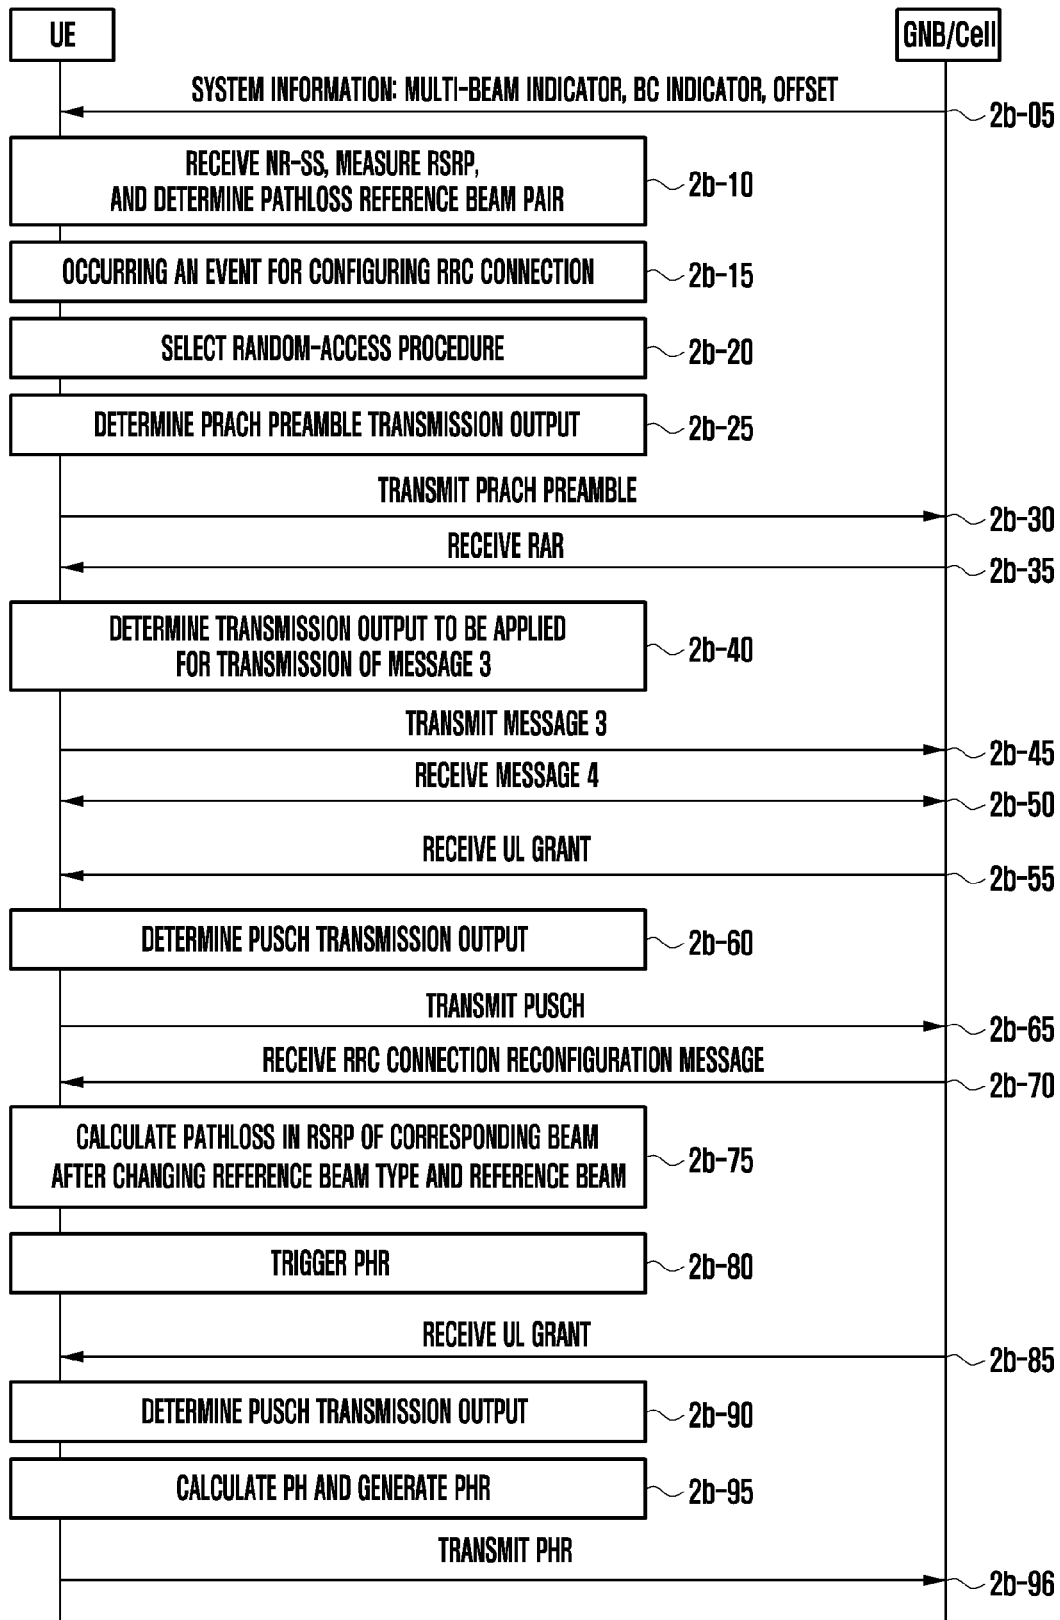 UE
GNB/Cell
SYSTEM INFORMATION: MULTI-BEAM INDICATOR, BC INDICATOR, OFFSET
2b-05
RECEIVE NR-SS, MEASURE RSRP,
AND DETERMINE PATHLOSS REFERENCE BEAM PAIR
2b-10
OCCURRING AN EVENT FOR CONFIGURING RRC CONNECTION
2b-15
SELECT RANDOM-ACCESS PROCEDURE
2b-20
DETERMINE PRACH PREAMBLE TRANSMISSION OUTPUT
2b-25
TRANSMIT PRACH PREAMBLE
2b-30
RECEIVE RAR
2b-35
DETERMINE TRANSMISSION OUTPUT TO BE APPLIED
FOR TRANSMISSION OF MESSAGE 3
2b-40
TRANSMIT MESSAGE 3
2b-45
RECEIVE MESSAGE 4
2b-50
RECEIVE UL GRANT
2b-55
DETERMINE PUSCH TRANSMISSION OUTPUT
2b-60
TRANSMIT PUSCH
2b-65
RECEIVE RRC CONNECTION RECONFIGURATION MESSAGE
2b-70
CALCULATE PATHLOSS IN RSRP OF CORRESPONDING BEAM
AFTER CHANGING REFERENCE BEAM TYPE AND REFERENCE BEAM
2b-75
TRIGGER PHR
2b-80
RECEIVE UL GRANT
2b-85
DETERMINE PUSCH TRANSMISSION OUTPUT
2b-90
CALCULATE PH AND GENERATE PHR
2b-95
TRANSMIT PHR
2b-96